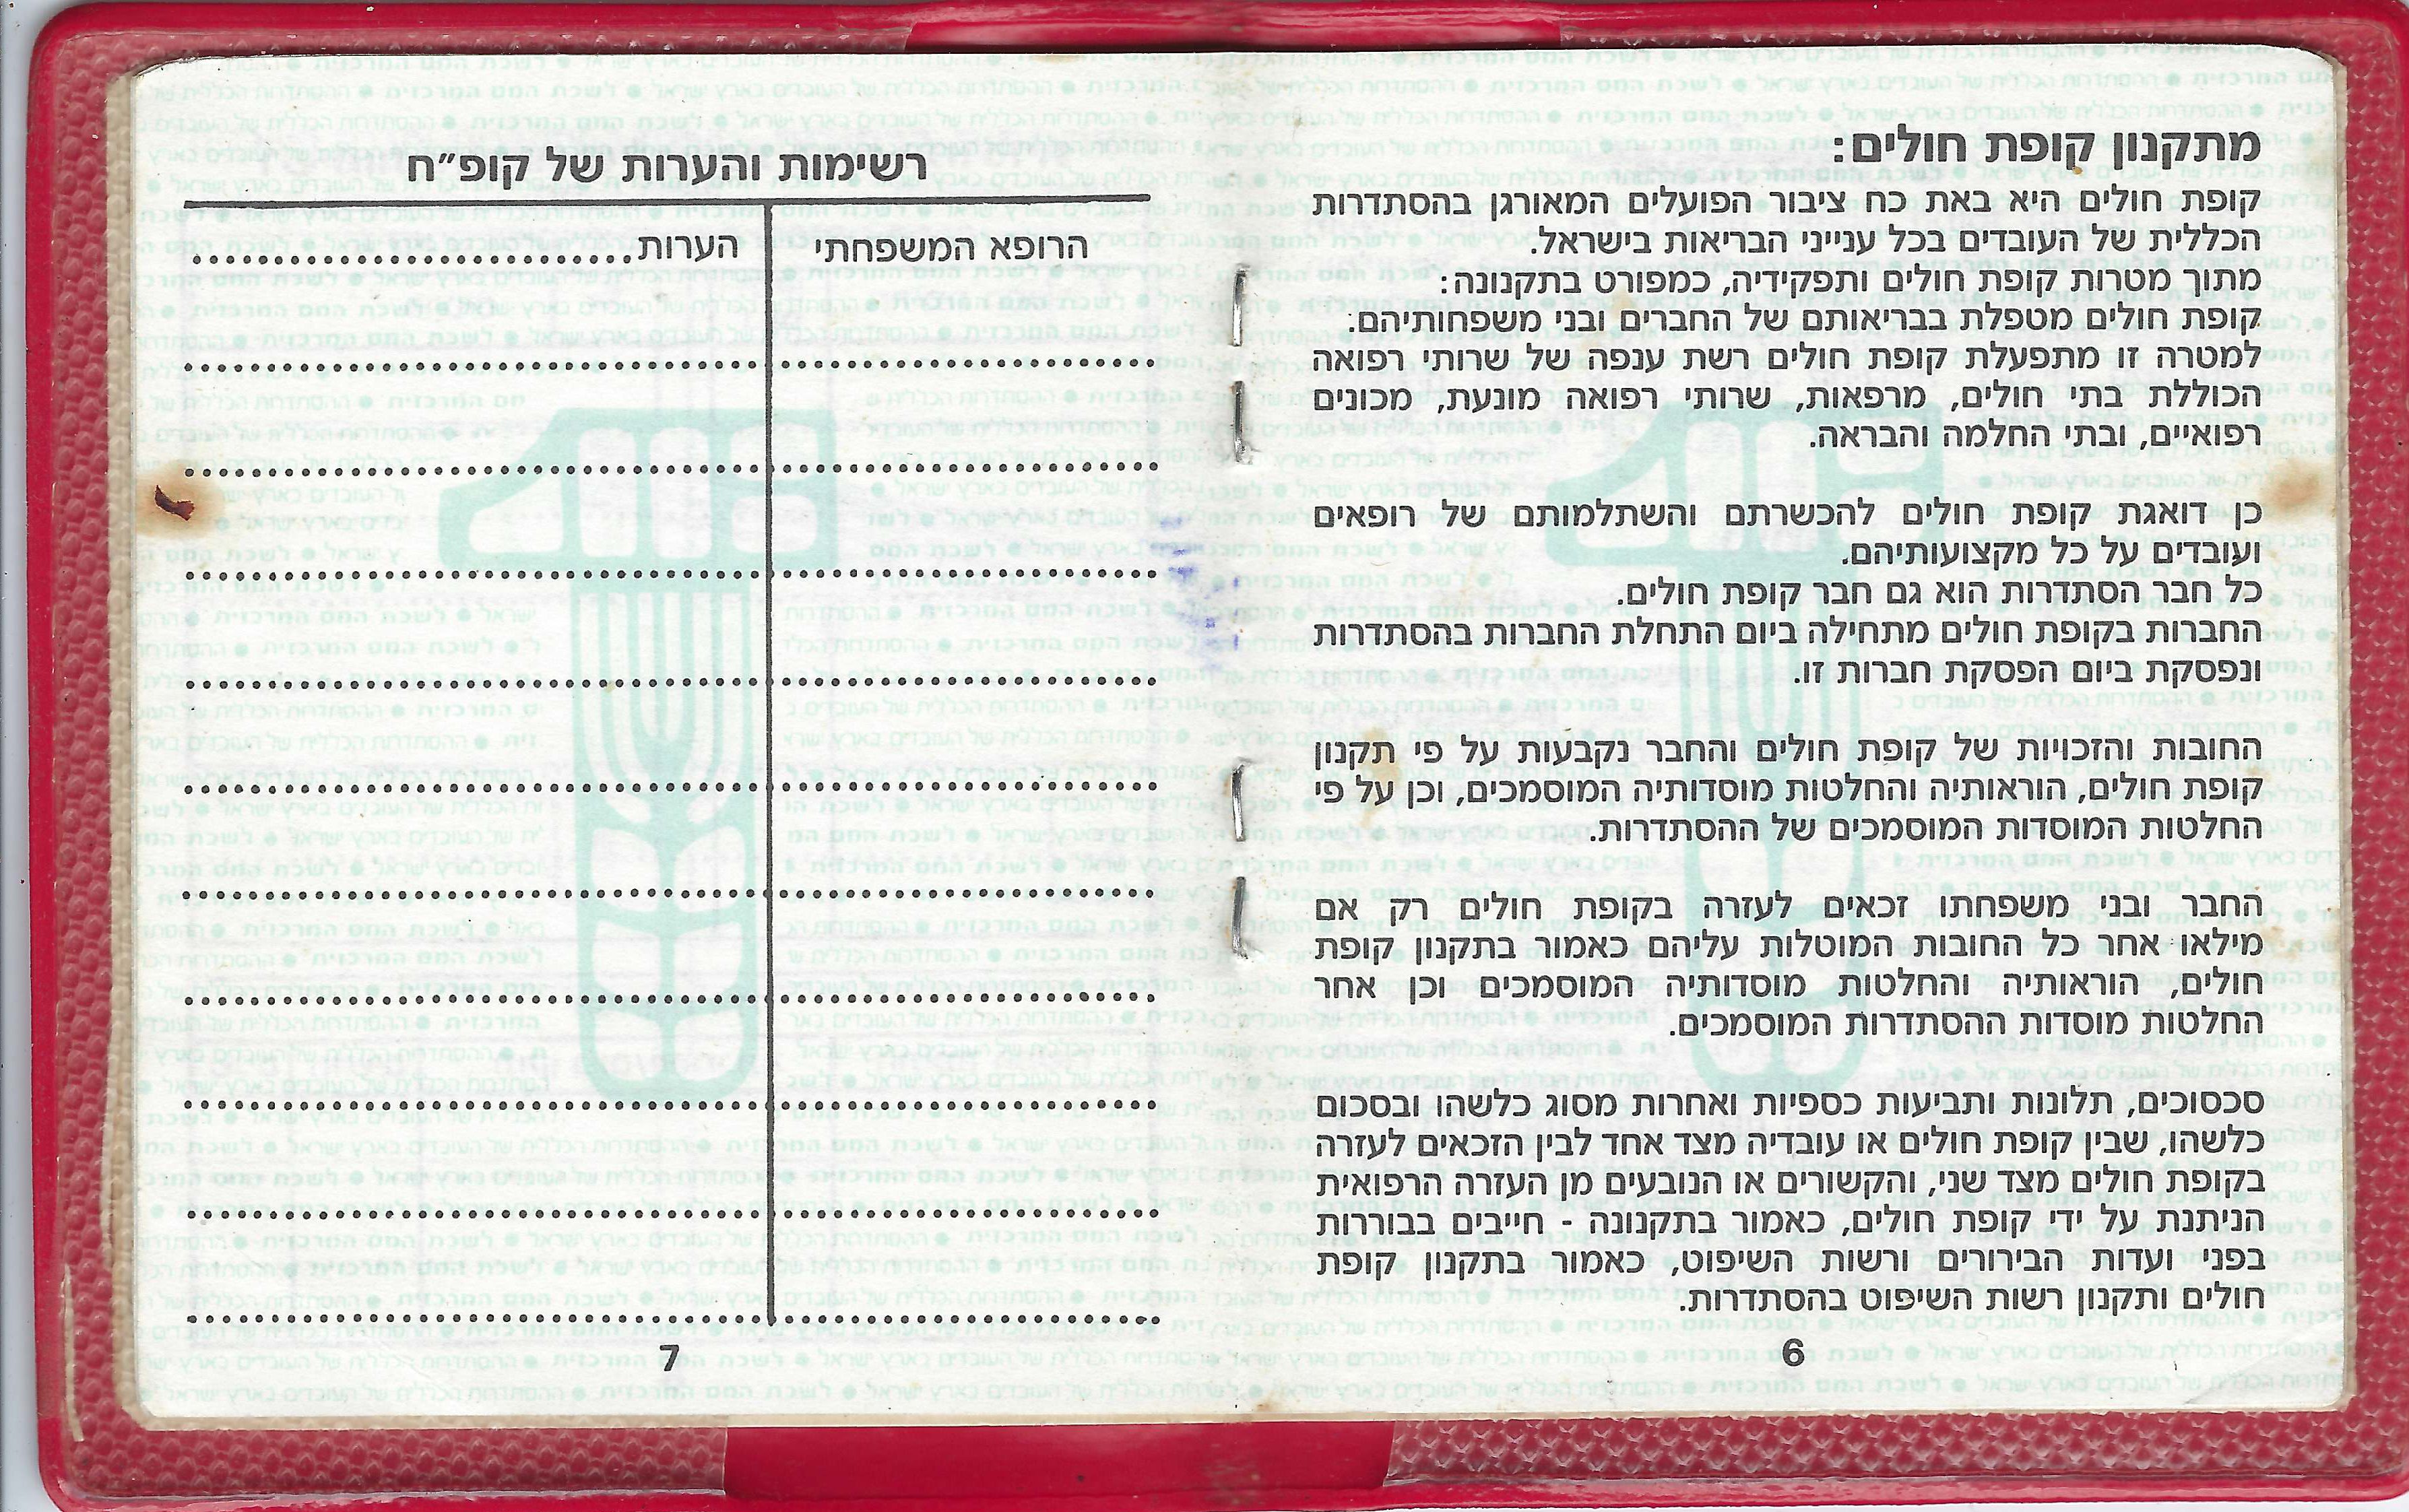 מתקנון קופת חולים:
קופת חולים היא באת כח ציבור הפועלים המאורגן בהסתדרות
הכללית של העובדים בכל ענייני הבריאות בישראל.
מתוך מטרות קופת חולים ותפקידיה, כמפורט בתקנונה:
קופת חולים מטפלת בבריאותם של החברים ובני משפחותיהם.
למטרה זו מתפעלת קופת חולים רשת ענפה של שרותי רפואה
הכוללת בתי חולים, מרפאות, שרותי רפואה מונעת, מכונים
רפואיים, ובתי החלמה והבראה.
כן דואגת קופת חולים להכשרתם והשתלמותם של רופאים
ועובדים על כל מקצועותיהם.
כל חבר הסתדרות הוא גם חבר קופת חולים.
החברות בקופת חולים מתחילה ביום התחלת החברות בהסתדרות
ונפסקת ביום הפסקת חברות זו.
החובות והזכויות של קופת חולים והחבר נקבעות על פי תקנון
קופת חולים, הוראותיה והחלטות מוסדותיה המוסמכים, וכן על פי
החלטות המוסדות המוסמכים של ההסתדרות.
החבר ובני משפחתו זכאים לעזרה בקופת חולים רק אם
מילאו אחר כל החובות המוטלות עליהם כאמור בתקנון קופת
חולים, הוראותיה והחלטות מוסדותיה המוסמכים וכן אחר
החלטות מוסדות ההסתדרות המוסמכים.
סכסוכים, תלונות ותביעות כספיות ואחרות מסוג כלשהו ובסכום
כלשהו, שבין קופת חולים או עובדיה מצד אחד לבין הזכאים לעזרה
בקופת חולים מצד שני, והקשורים או הנובעים מן העזרה הרפואית
הניתנת על ידי קופת חולים, כאמור בתקנונה - חייבים בבוררות
בפני ועדות הבירורים ורשות השיפוט, כאמור בתקנון קופת
חולים ותקנון רשות השיפוט בהסתדרות.
6
רשימות והערות של קופ״ח
הרופא המשפחתי
הערות
7